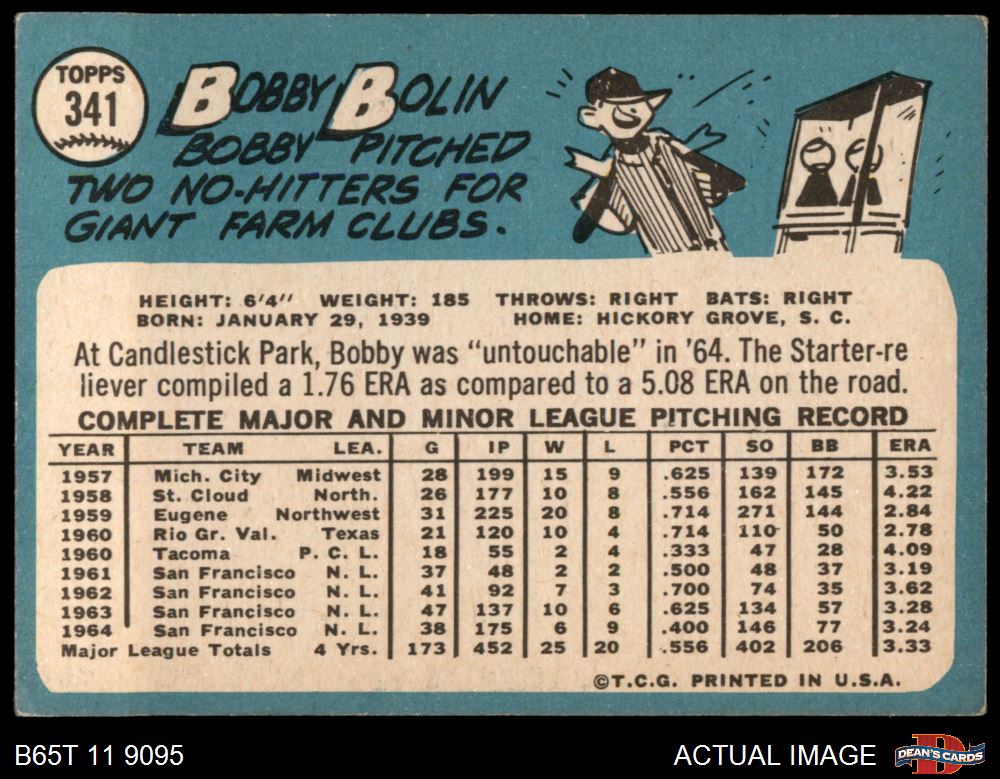 TOPPS
341
BOBBY BOLIN
BOBBY PITCHED
TWO NO-HITTERS FOR
GIANT FARM CLUBS.
HEIGHT: 6'4" WEIGHT: 185 THROWS: RIGHT BATS: RIGHT
BORN: JANUARY 29, 1939 HOME: HICKORY GROVE, S. C.
At Candlestick Park, Bobby was "untouchable" in '64. The Starter-re
liever compiled a 1.76 ERA as compared to a 5.08 ERA on the road.
COMPLETE MAJOR AND MINOR LEAGUE PITCHING RECORD
YEAR TEAM LEA. G IP W L PCT SO BB ERA
1957 Mich. City Midwest 28 199 15 9 .625 139 172 3.53
1958 St. Cloud North. 26 177 10 8 .556 162 145 4.22
1959 Eugene Northwest 31 225 20 8 .714 271 144 2.84
1960 Rio Gr. Val. Texas 21 120 10 4 .714 110 50 2.78
1960 Tacoma P. C. L. 18 55 2 4 .333 47 28 4.09
1961 San Francisco N. L. 37 48 2 2 .500 48 37 3.19
1962 San Francisco N. L. 41 92 7 3 .700 74 35 3.62
1963 San Francisco N. L. 47 137 10 6 .625 134 57 3.28
1964 San Francisco N. L. 38 175 6 9 .400 146 77 3.24
Major League Totals 4 Yrs. 173 452 25 20 .556 402 206 3.33
©T.C.G. PRINTED IN U.S.A.
B65T 11 9095 ACTUAL IMAGE
DEAN'S CARDS